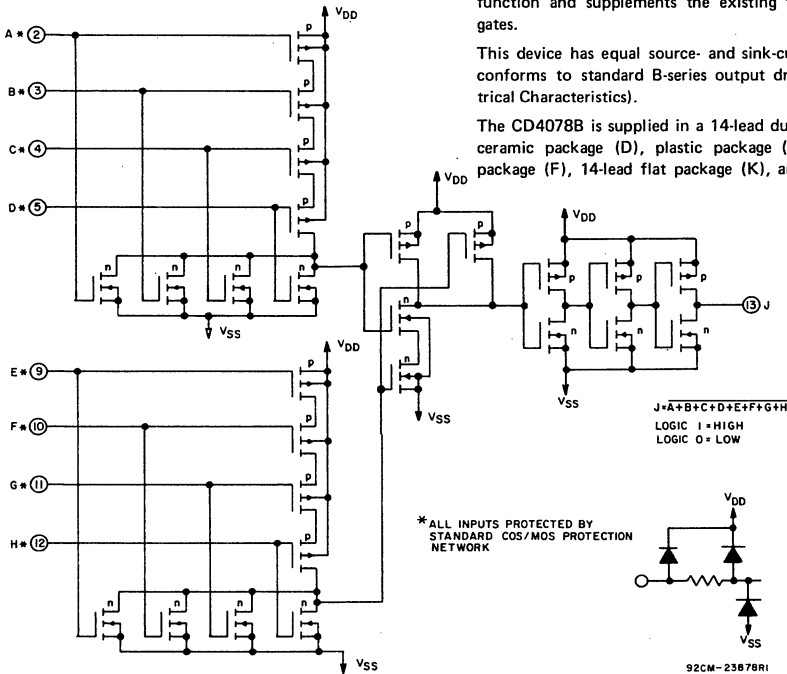 function and supplements the existing
gates.
This device has equal source- and sink-cu
conforms to standard B-series output dr
trical Characteristics).
The CD4078B is supplied in a 14-lead du
ceramic package (D), plastic package (
package (F), 14-lead flat package (K), a
VDD
A * 2
p
B * 3
p
C * 4
p
D * 5
p
n n n n
VSS
VDD
p p
n
n
VSS
VDD
p p p
n n n
VSS
13 J
J=A+B+C+D+E+F+G+H
LOGIC 1 = HIGH
LOGIC 0 = LOW
VDD
E * 9
p
F * 10
p
G * 11
p
H * 12
p
n n n n
VSS
* ALL INPUTS PROTECTED BY
STANDARD COS/MOS PROTECTION
NETWORK
VDD
VSS
92CM-23878R1